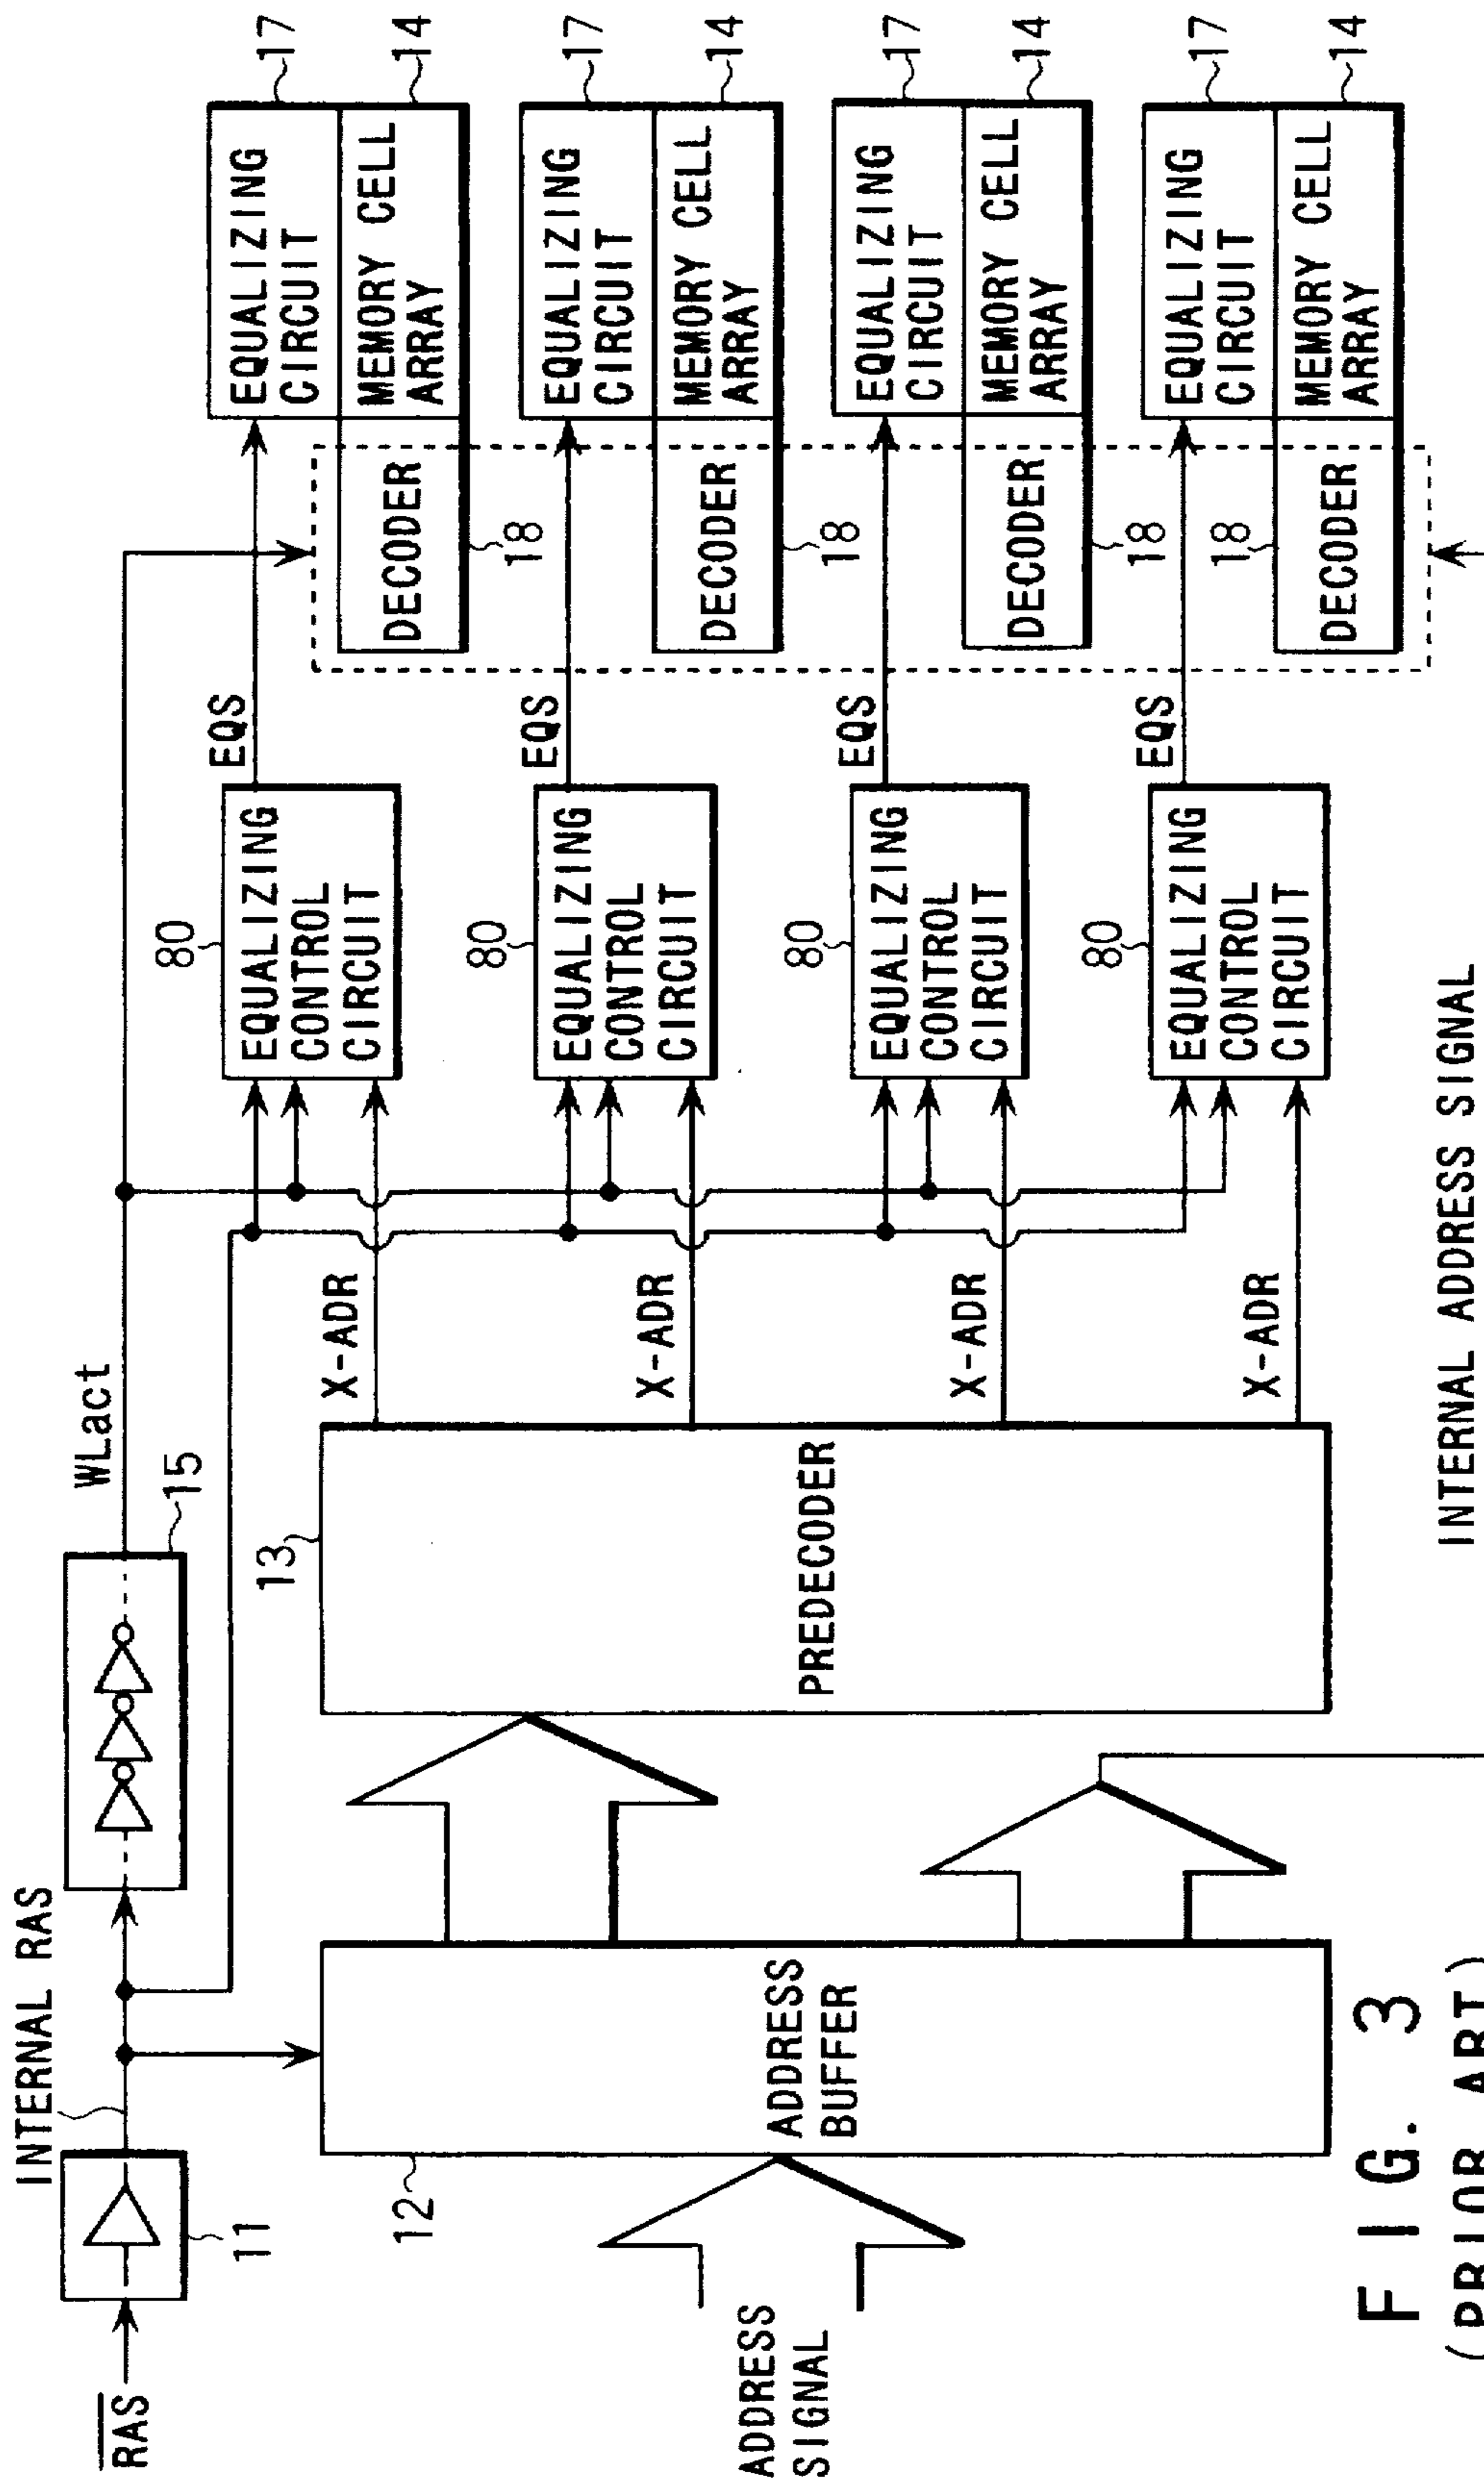 RAS
11
INTERNAL RAS
15
WLact
ADDRESS
SIGNAL
12
ADDRESS
BUFFER
13
PREDECODER
X-ADR
X-ADR
X-ADR
X-ADR
80
EQUALIZING
CONTROL
CIRCUIT
80
EQUALIZING
CONTROL
CIRCUIT
80
EQUALIZING
CONTROL
CIRCUIT
80
EQUALIZING
CONTROL
CIRCUIT
EQS
EQS
EQS
EQS
EQUALIZING
CIRCUIT
17
DECODER
18
MEMORY CELL
ARRAY
14
EQUALIZING
CIRCUIT
17
DECODER
18
MEMORY CELL
ARRAY
14
EQUALIZING
CIRCUIT
17
DECODER
18
MEMORY CELL
ARRAY
14
EQUALIZING
CIRCUIT
17
DECODER
18
MEMORY CELL
ARRAY
14
INTERNAL ADDRESS SIGNAL
FIG. 3
(PRIOR ART)